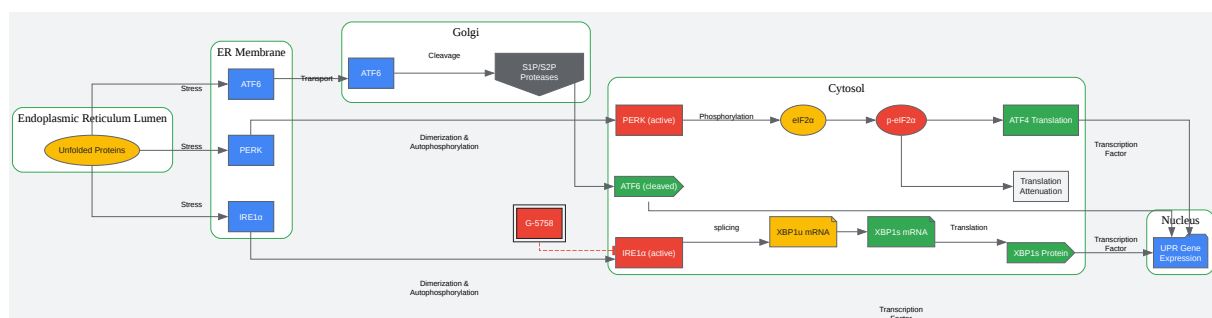 Golgi
ER Membrane
Cleavage
S1P/S2P
Proteases
ATF6
Transport
ATF6
Stress
Cytosol
Endoplasmic Reticulum Lumen
PERK (active)
Phosphorylation
eIF2α
p-eIF2α
ATF4 Translation
Dimerization &
Autophosphorylation
Transcription
Factor
Unfolded Proteins
Stress
PERK
ATF6 (cleaved)
Translation
Attenuation
Stress
IRE1α
G-5758
Nucleus
splicing
XBP1u mRNA
XBP1s mRNA
Translation
Transcription
Factor
IRE1α (active)
XBP1s Protein
UPR Gene
Expression
Dimerization &
Autophosphorylation
Transcription
Factor